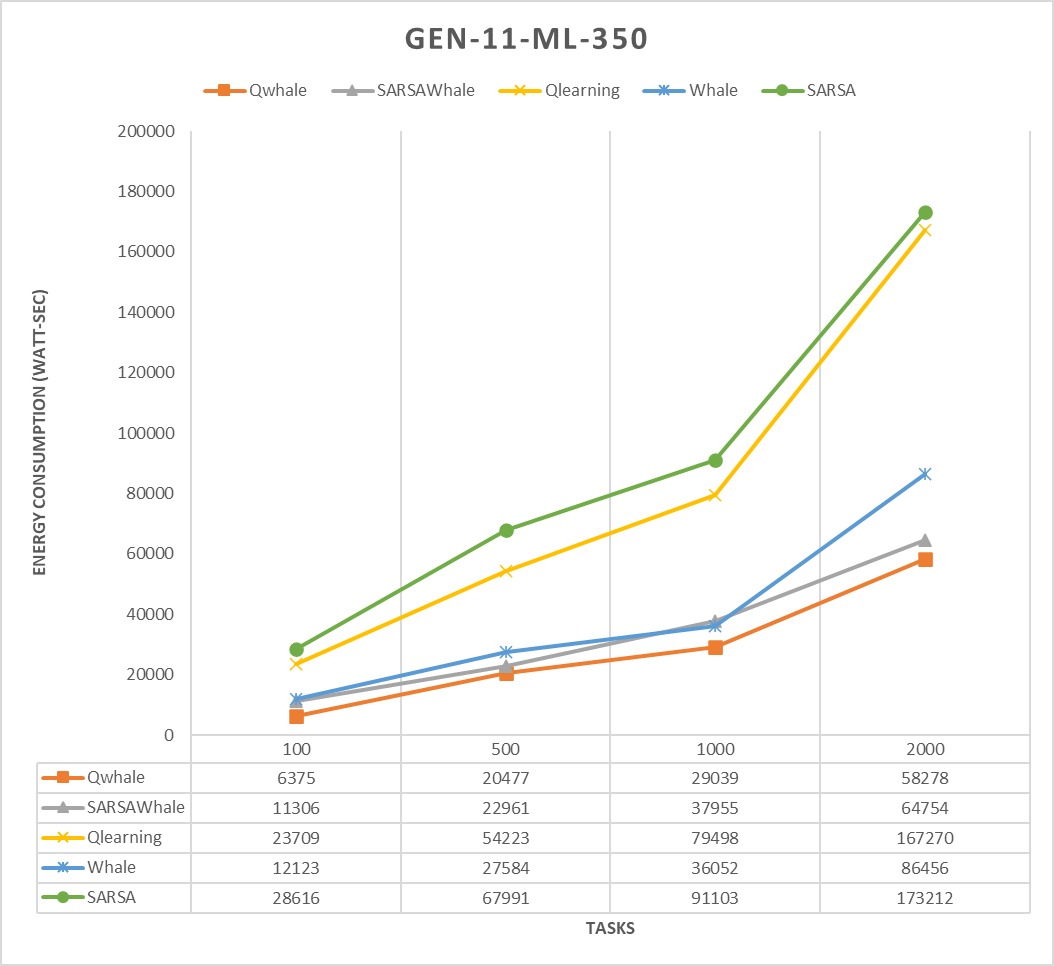 GEN-11-ML-350
Qwhale SARSAWhale Qlearning Whale SARSA
200000
180000
160000
140000
120000
100000
80000
60000
40000
20000
0
ENERGY CONSUMPTION (WATT-SEC)
100 500 1000 2000
Qwhale 6375 20477 29039 58278
SARSAWhale 11306 22961 37955 64754
Qlearning 23709 54223 79498 167270
Whale 12123 27584 36052 86456
SARSA 28616 67991 91103 173212
TASKS